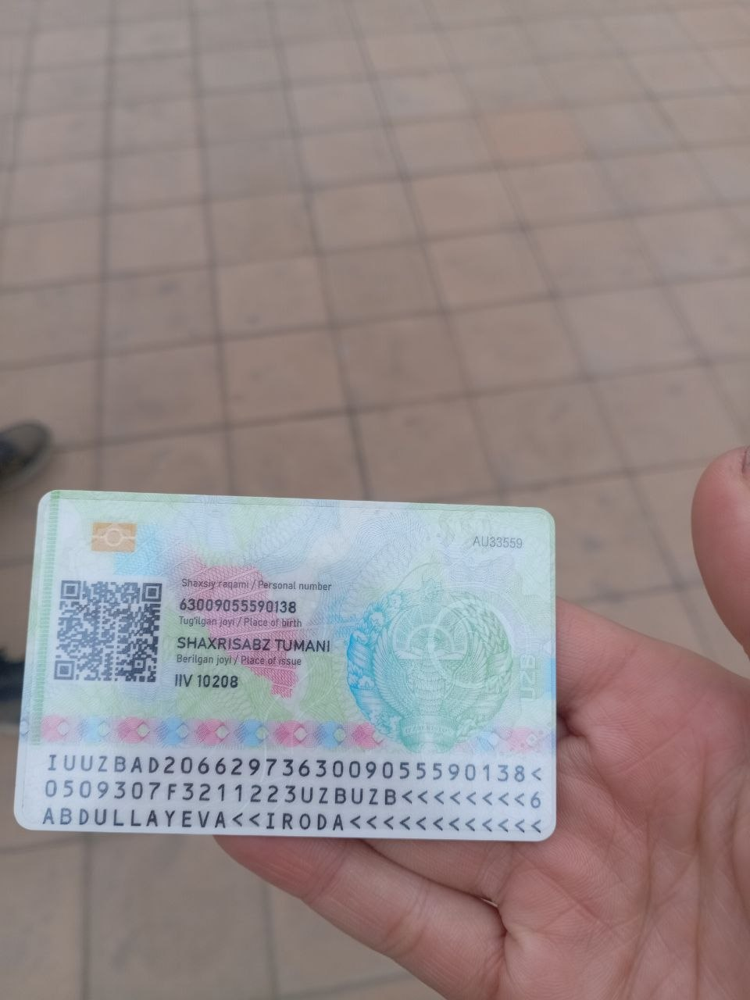 AU33559
Shaxsiy raqami / Personal number
63009055590138
Tug'ilgan joyi / Place of birth
SHAXRISABZ TUMANI
Berilgan joyi / Place of issue
IIV 10208
UZB
IUUZBAD2066297363009055590138<
0509307F3211223UZBUZB<<<<<<<<6
ABDULLAYEVA<<IRODA<<<<<<<<<<<<